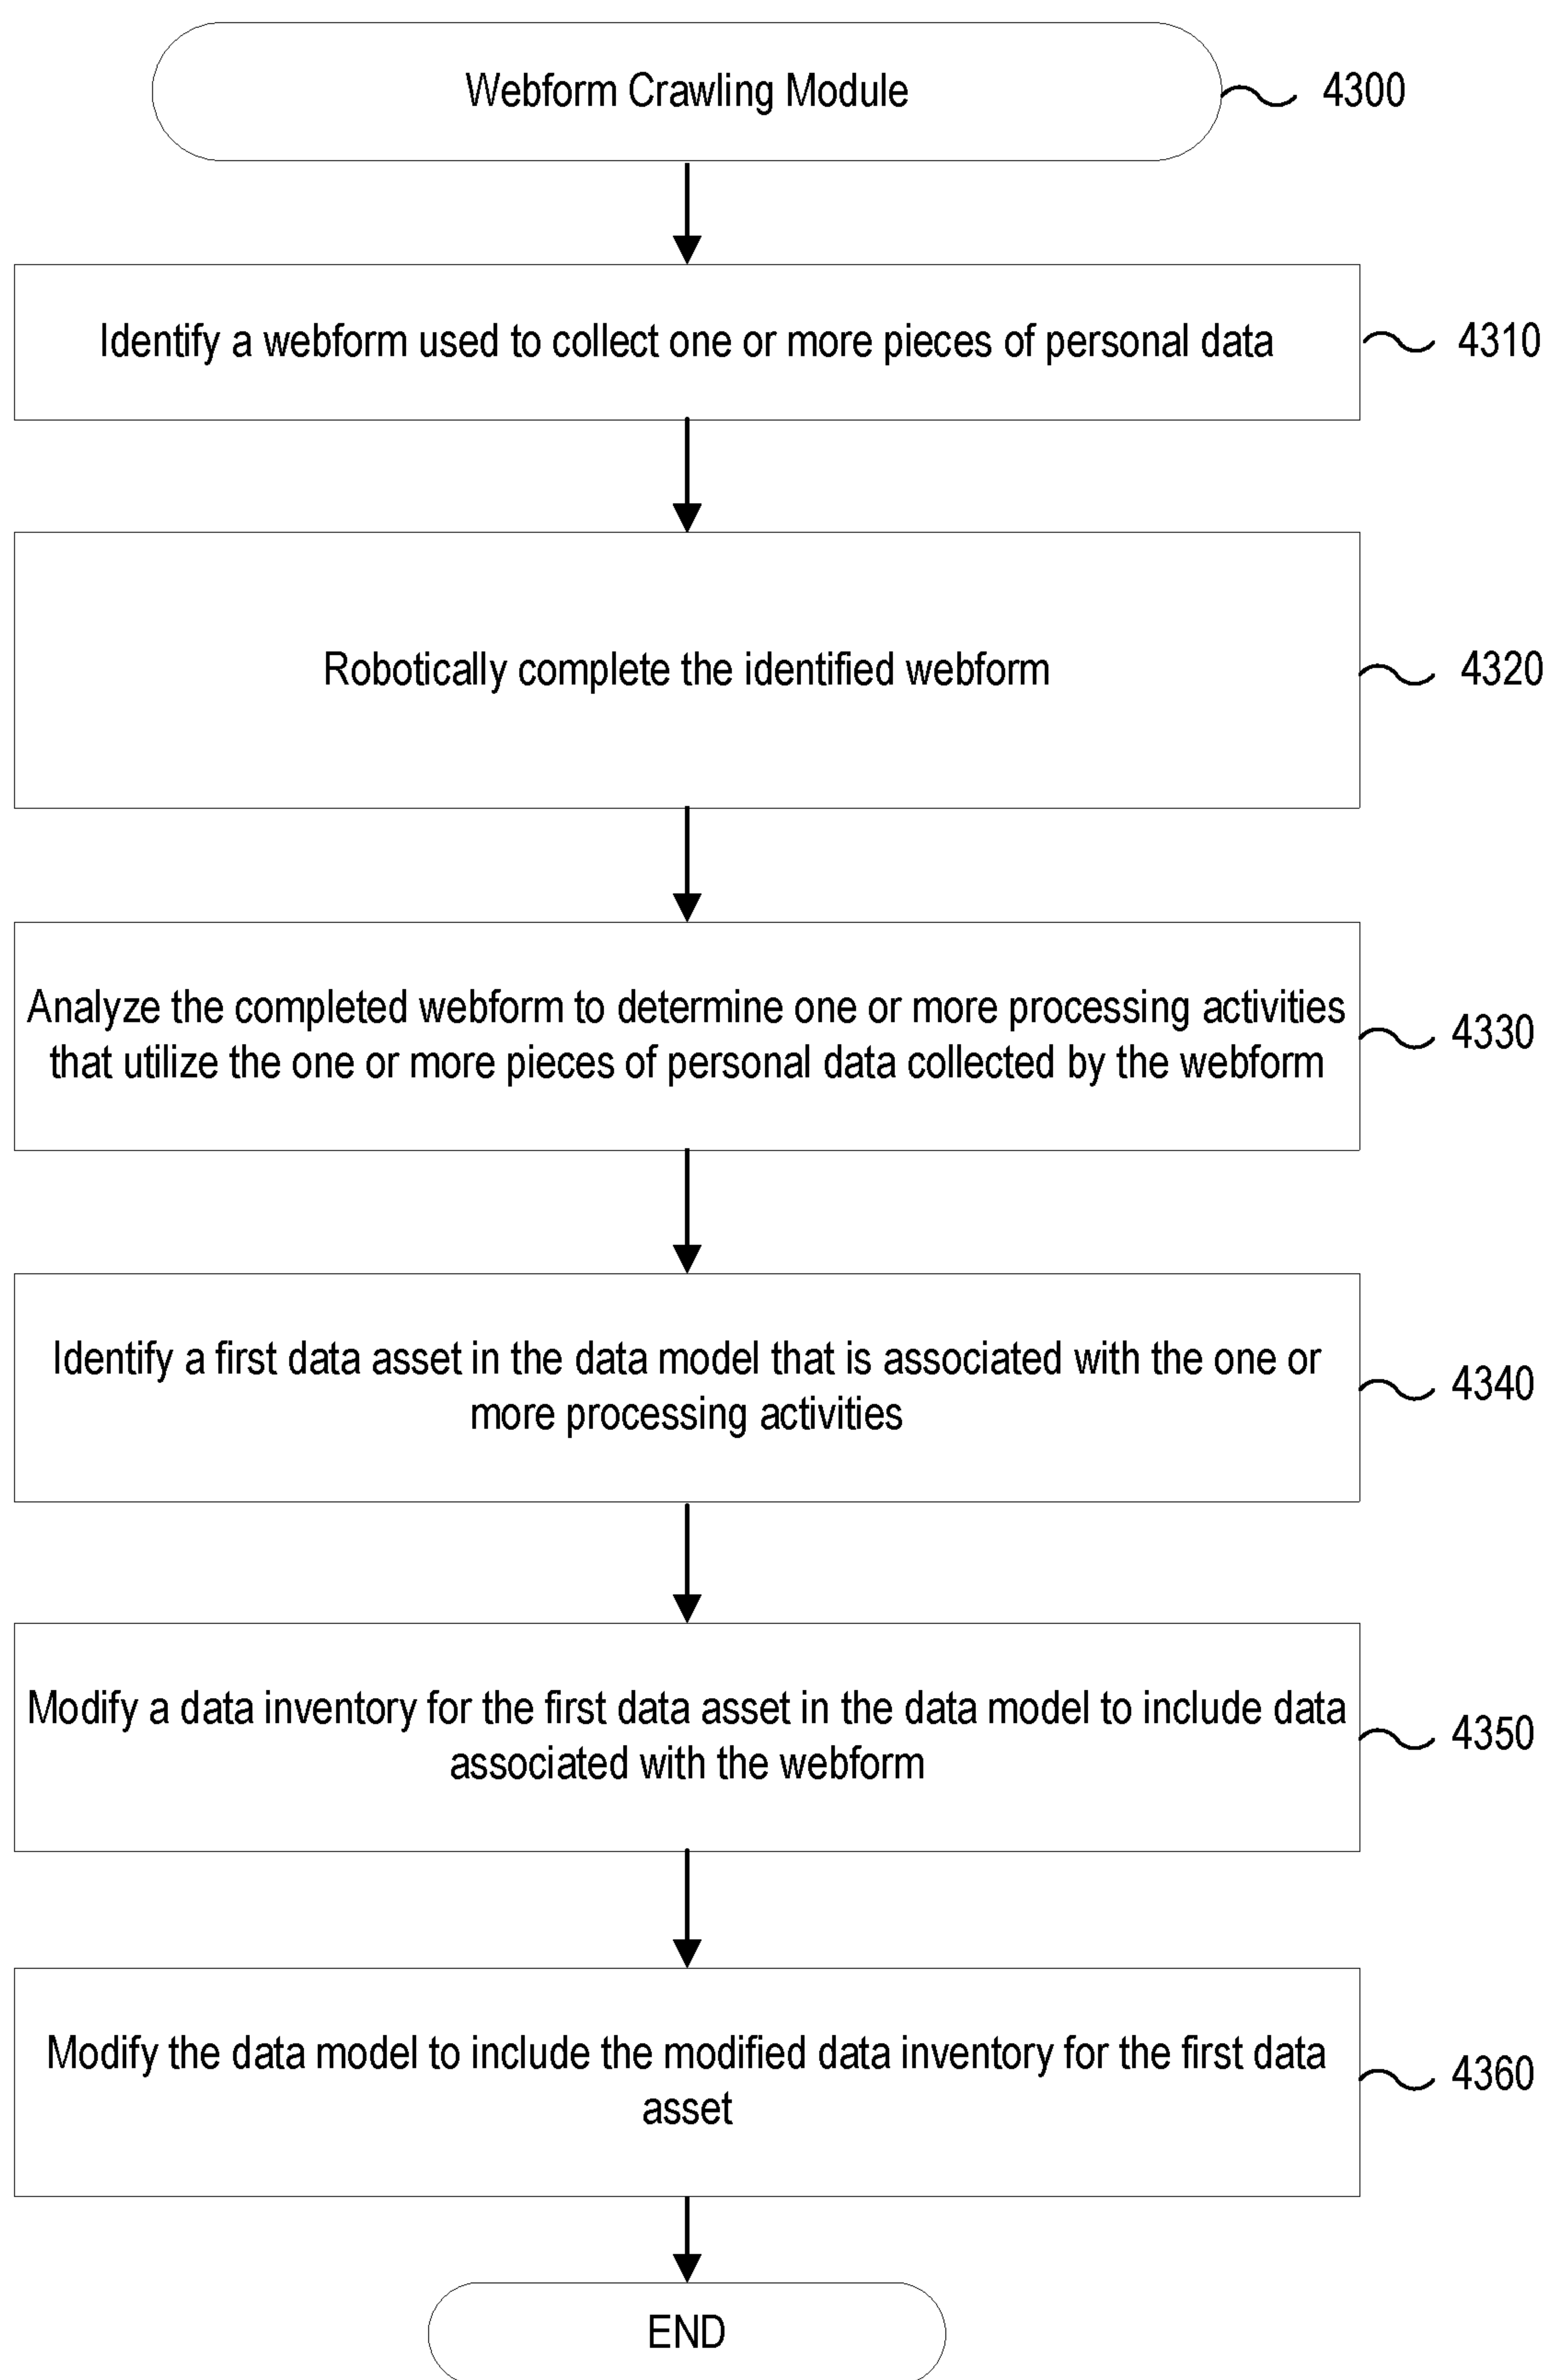 Webform Crawling Module
4300
Identify a webform used to collect one or more pieces of personal data
4310
Robotically complete the identified webform
4320
Analyze the completed webform to determine one or more processing activities
that utilize the one or more pieces of personal data collected by the webform
4330
Identify a first data asset in the data model that is associated with the one or
more processing activities
4340
Modify a data inventory for the first data asset in the data model to include data
associated with the webform
4350
Modify the data model to include the modified data inventory for the first data
asset
4360
END